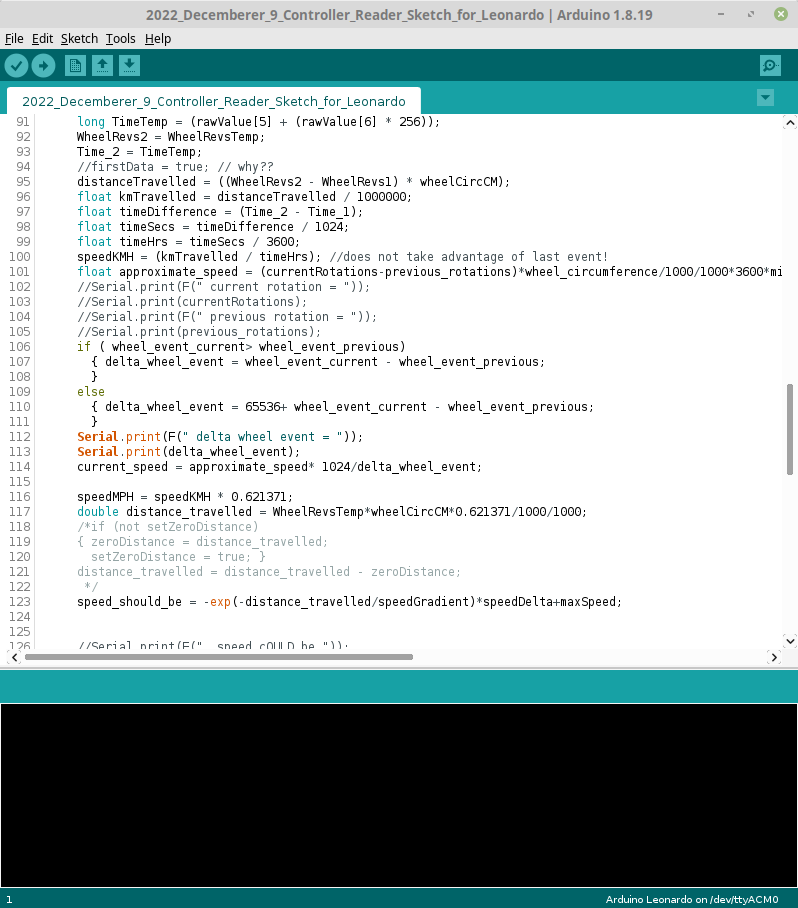 2022_Decemberer_9_Controller_Reader_Sketch_for_Leonardo | Arduino 1.8.19
File Edit Sketch Tools Help
2022_Decemberer_9_Controller_Reader_Sketch_for_Leonardo
91 long TimeTemp = (rawValue[5] + (rawValue[6] * 256));
92 WheelRevs2 = WheelRevsTemp;
93 Time_2 = TimeTemp;
94 //firstData = true; // why??
95 distanceTravelled = ((WheelRevs2 - WheelRevs1) * wheelCircCM);
96 float kmTravelled = distanceTravelled / 1000000;
97 float timeDifference = (Time_2 - Time_1);
98 float timeSecs = timeDifference / 1024;
99 float timeHrs = timeSecs / 3600;
100 speedKMH = (kmTravelled / timeHrs); //does not take advantage of last event!
101 float approximate_speed = (currentRotations-previous_rotations)*wheel_circumference/1000/1000*3600*mi
102 //Serial.print(F(" current rotation = "));
103 //Serial.print(currentRotations);
104 //Serial.print(F(" previous rotation = "));
105 //Serial.print(previous_rotations);
106 if ( wheel_event_current> wheel_event_previous)
107 { delta_wheel_event = wheel_event_current - wheel_event_previous;
108 }
109 else
110 { delta_wheel_event = 65536+ wheel_event_current - wheel_event_previous;
111 }
112 Serial.print(F(" delta wheel event = "));
113 Serial.print(delta_wheel_event);
114 current_speed = approximate_speed* 1024/delta_wheel_event;
115
116 speedMPH = speedKMH * 0.621371;
117 double distance_travelled = WheelRevsTemp*wheelCircCM*0.621371/1000/1000;
118 /*if (not setZeroDistance)
119 { zeroDistance = distance_travelled;
120 setZeroDistance = true; }
121 distance_travelled = distance_travelled - zeroDistance;
122 */
123 speed_should_be = -exp(-distance_travelled/speedGradient)*speedDelta+maxSpeed;
124
125
126 //Serial.print(F("  speed cOULD be "));
1
Arduino Leonardo on /dev/ttyACM0